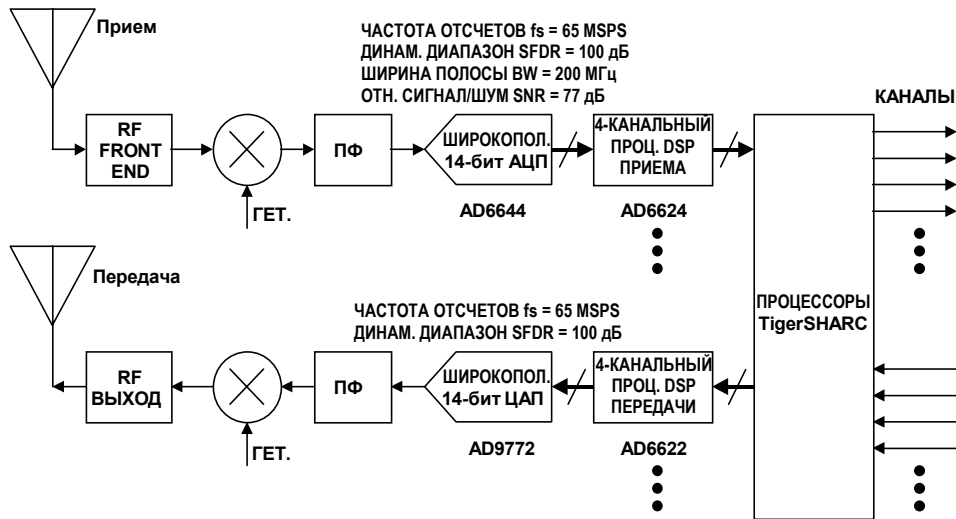 Прием
ЧАСТОТА ОТСЧЕТОВ fs = 65 MSPS
ДИНАМ. ДИАПАЗОН SFDR = 100 дБ
ШИРИНА ПОЛОСЫ BW = 200 МГц
ОТН. СИГНАЛ/ШУМ SNR = 77 дБ
КАНАЛЫ
RF
FRONT
END
ПФ
ШИРОКОПОЛ.
14-бит АЦП
4-КАНАЛЬНЫЙ
ПРОЦ. DSP
ПРИЕМА
ГЕТ.
AD6644
AD6624
Передача
ПРОЦЕССОРЫ
TigerSHARC
ЧАСТОТА ОТСЧЕТОВ fs = 65 MSPS
ДИНАМ. ДИАПАЗОН SFDR = 100 дБ
RF
ВЫХОД
ПФ
ШИРОКОПОЛ.
14-бит ЦАП
4-КАНАЛЬНЫЙ
ПРОЦ. DSP
ПЕРЕДАЧИ
ГЕТ.
AD9772
AD6622